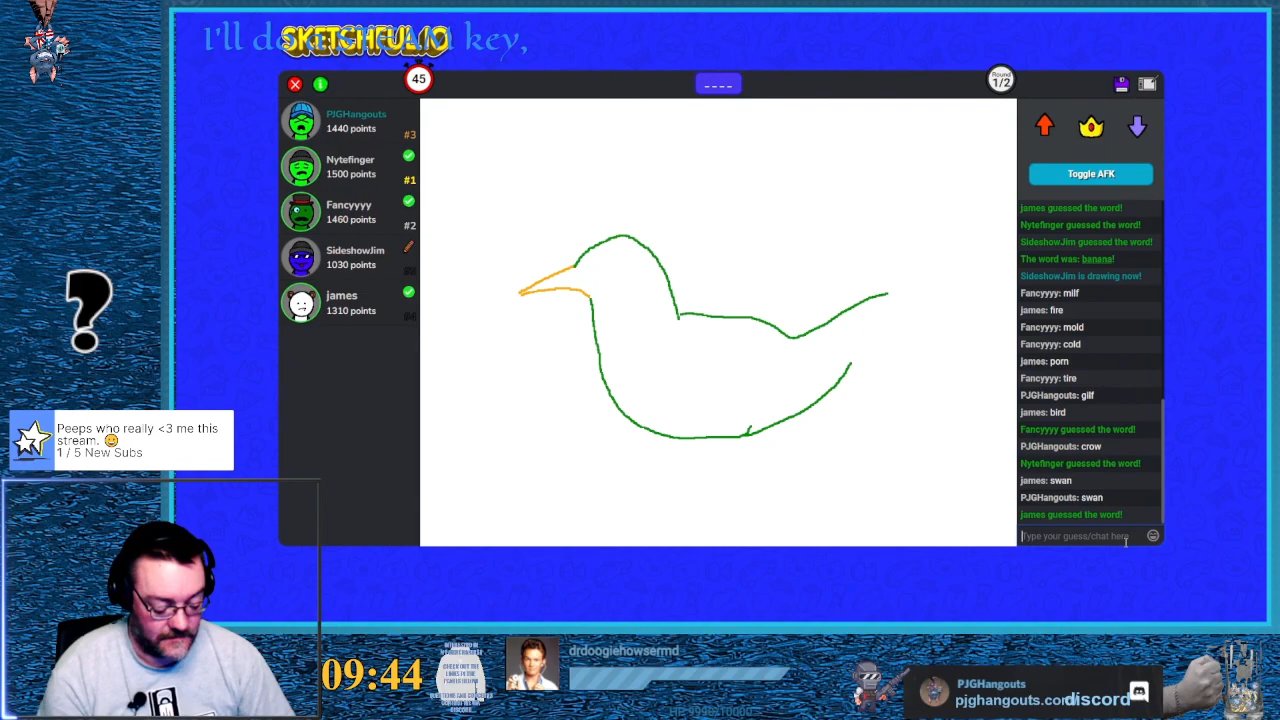 SKETCHFUL.IO
key,
45
_ _ _ _
Round
1/2
PJGHangouts
1440 points
#3
Nytefinger
1500 points
#1
Fancyyyy
1460 points
#2
SideshowJim
1030 points
james
1310 points
#4
Toggle AFK
james guessed the word!
Nytefinger guessed the word!
SideshowJim guessed the word!
The word was: banana!
SideshowJim is drawing now!
Fancyyyy: milf
james: fire
Fancyyyy: mold
Fancyyyy: cold
james: porn
Fancyyyy: tire
PJGHangouts: gilf
james: bird
Fancyyyy guessed the word!
PJGHangouts: crow
Nytefinger guessed the word!
james: swan
PJGHangouts: swan
james guessed the word!
Type your guess/chat here
?
Peeps who really <3 me this
stream. 😀
1 / 5 New Subs
09:44
drdoogiehowsermd
PJGHangouts
pjghangouts.com
discord